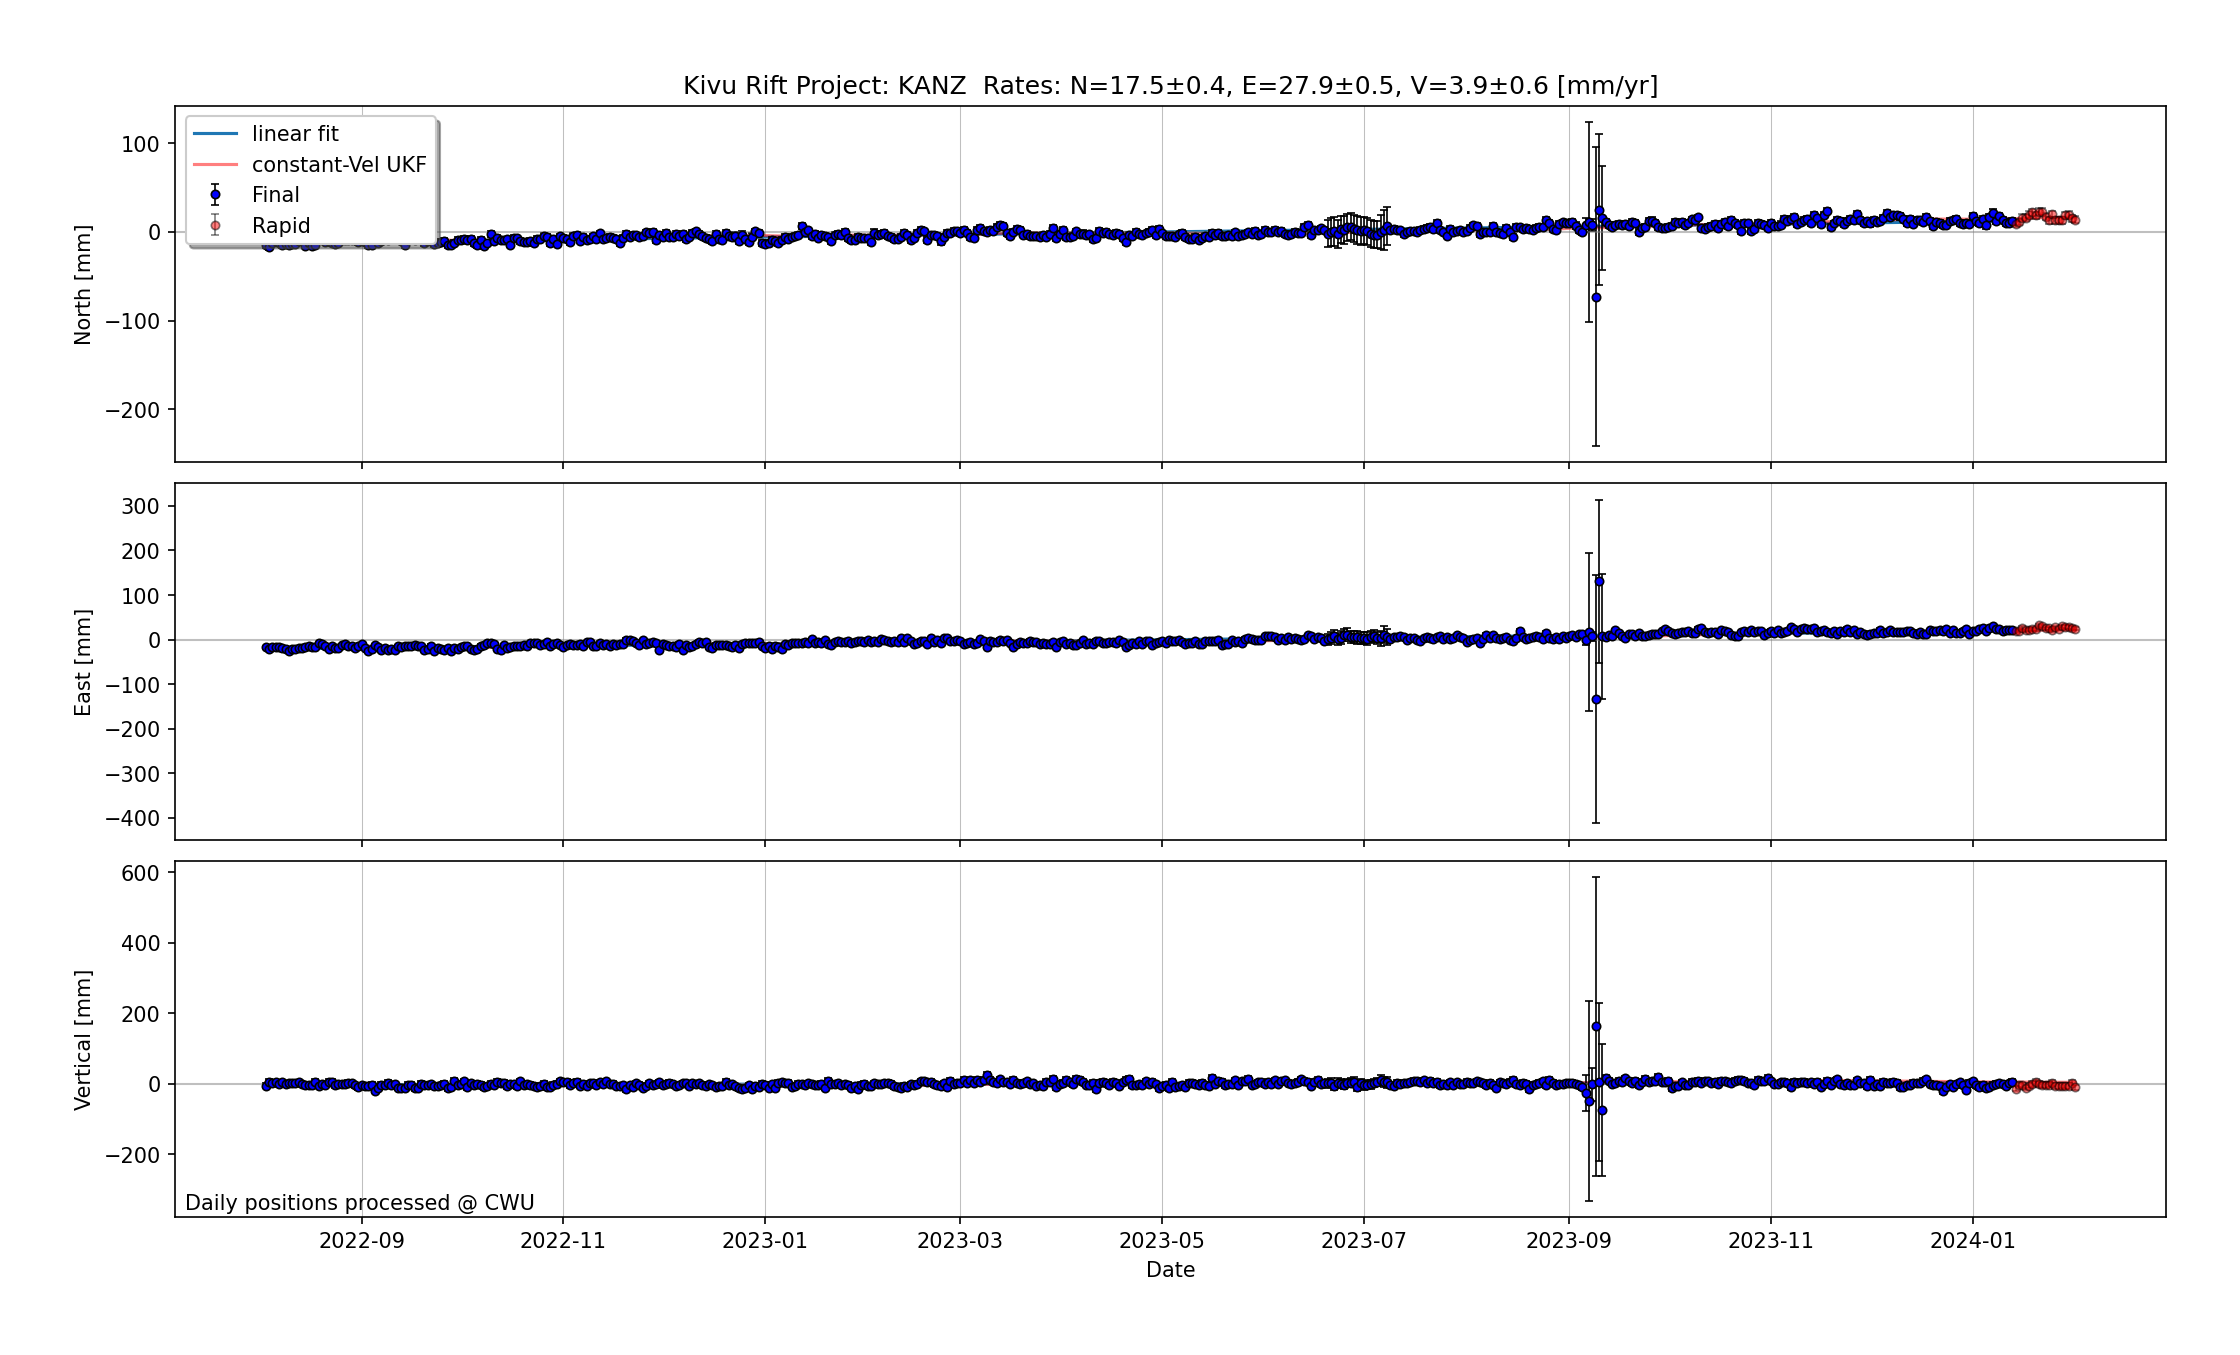 Kivu Rift Project: KANZ  Rates: N=17.5±0.4, E=27.9±0.5, V=3.9±0.6 [mm/yr]
linear fit
constant-Vel UKF
Final
Rapid
North [mm]
100
0
−100
−200
East [mm]
300
200
100
0
−100
−200
−300
−400
Vertical [mm]
600
400
200
0
−200
Daily positions processed @ CWU
2022-09 2022-11 2023-01 2023-03 2023-05 2023-07 2023-09 2023-11 2024-01
Date